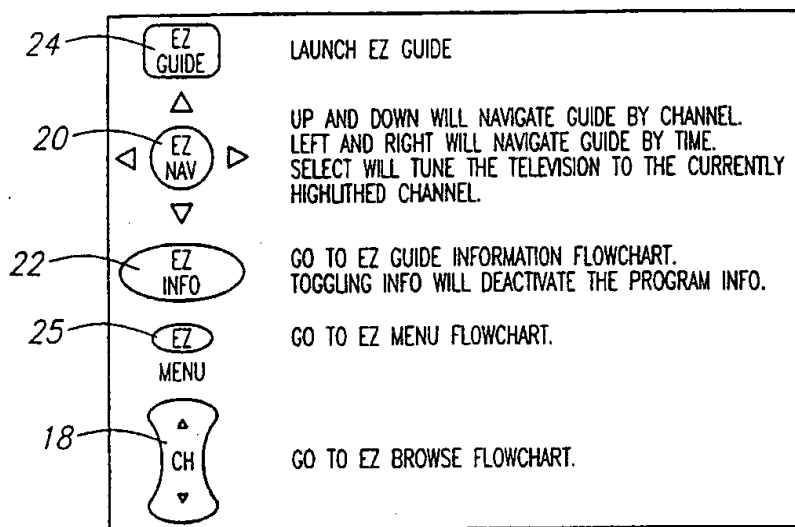 24
EZ
GUIDE
LAUNCH EZ GUIDE
20
EZ
NAV
UP AND DOWN WILL NAVIGATE GUIDE BY CHANNEL.
LEFT AND RIGHT WILL NAVIGATE GUIDE BY TIME.
SELECT WILL TUNE THE TELEVISION TO THE CURRENTLY
HIGHLITHED CHANNEL.
22
EZ
INFO
GO TO EZ GUIDE INFORMATION FLOWCHART.
TOGGLING INFO WILL DEACTIVATE THE PROGRAM INFO.
25
EZ
MENU
GO TO EZ MENU FLOWCHART.
18
CH
GO TO EZ BROWSE FLOWCHART.